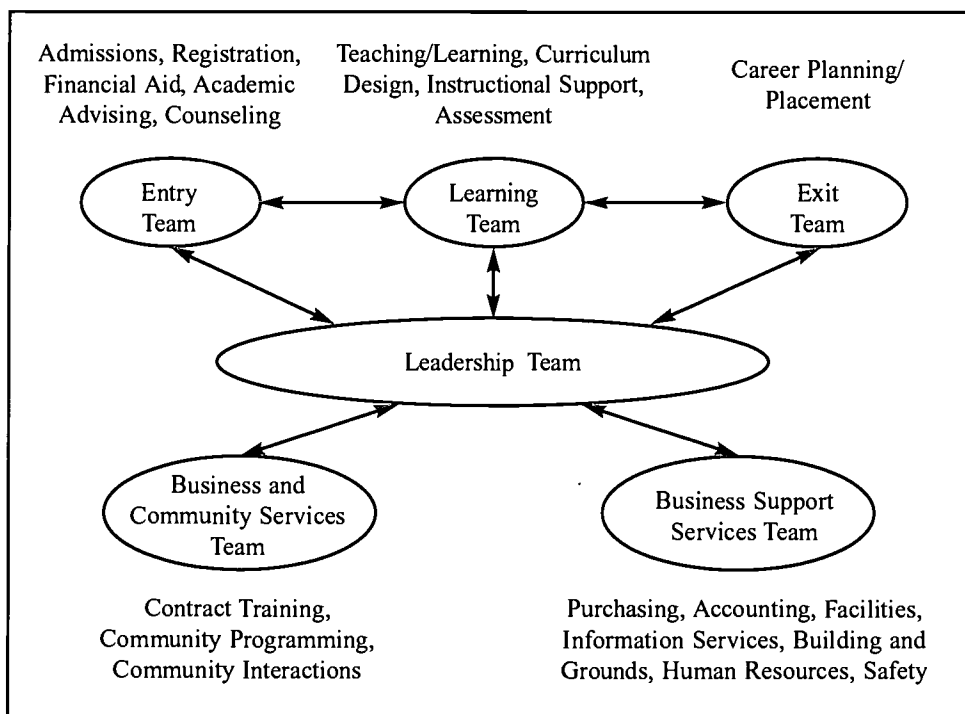 Admissions, Registration,
Financial Aid, Academic
Advising, Counseling
Teaching/Learning, Curriculum
Design, Instructional Support,
Assessment
Career Planning/
Placement
Entry
Team
Learning
Team
Exit
Team
Leadership Team
Business and
Community Services
Team
Business Support
Services Team
Contract Training,
Community Programming,
Community Interactions
Purchasing, Accounting, Facilities,
Information Services, Building and
Grounds, Human Resources, Safety